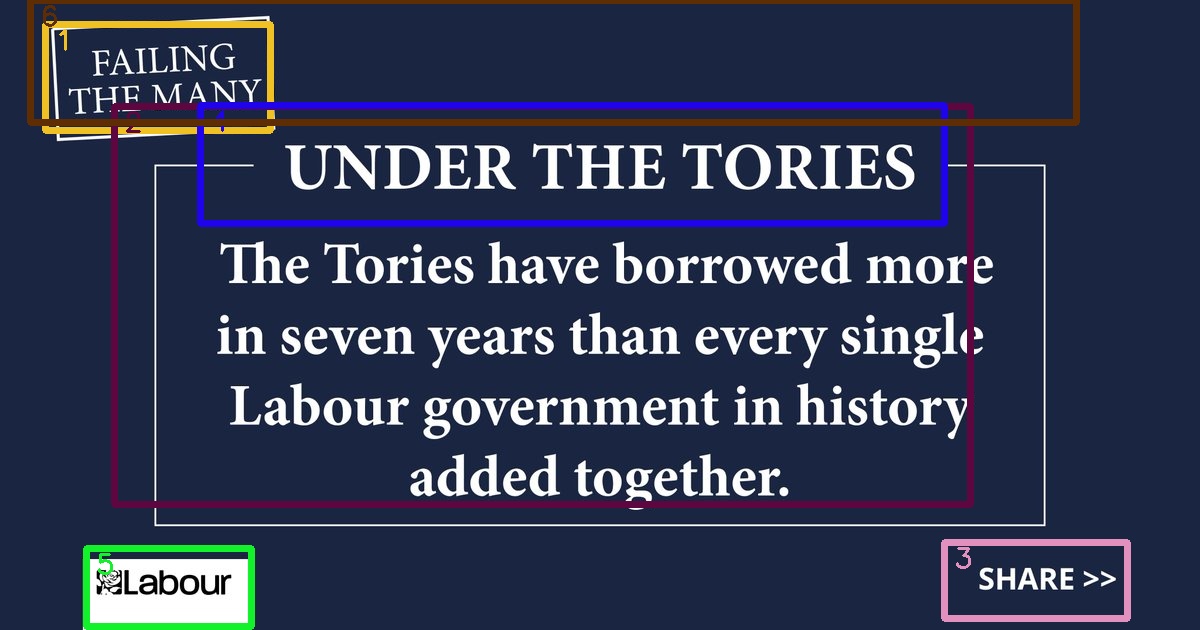 FAILING
THE MANY
UNDER THE TORIES
The Tories have borrowed more
in seven years than every single
Labour government in history
added together.
Labour
SHARE >>